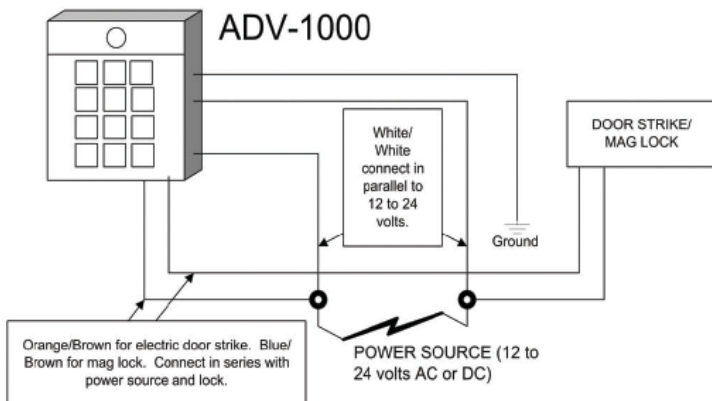 ADV-1000
White/
White
connect in
parallel to
12 to 24
volts.
DOOR STRIKE/
MAG LOCK
Ground
Orange/Brown for electric door strike. Blue/
Brown for mag lock. Connect in series with
power source and lock.
POWER SOURCE (12 to
24 volts AC or DC)